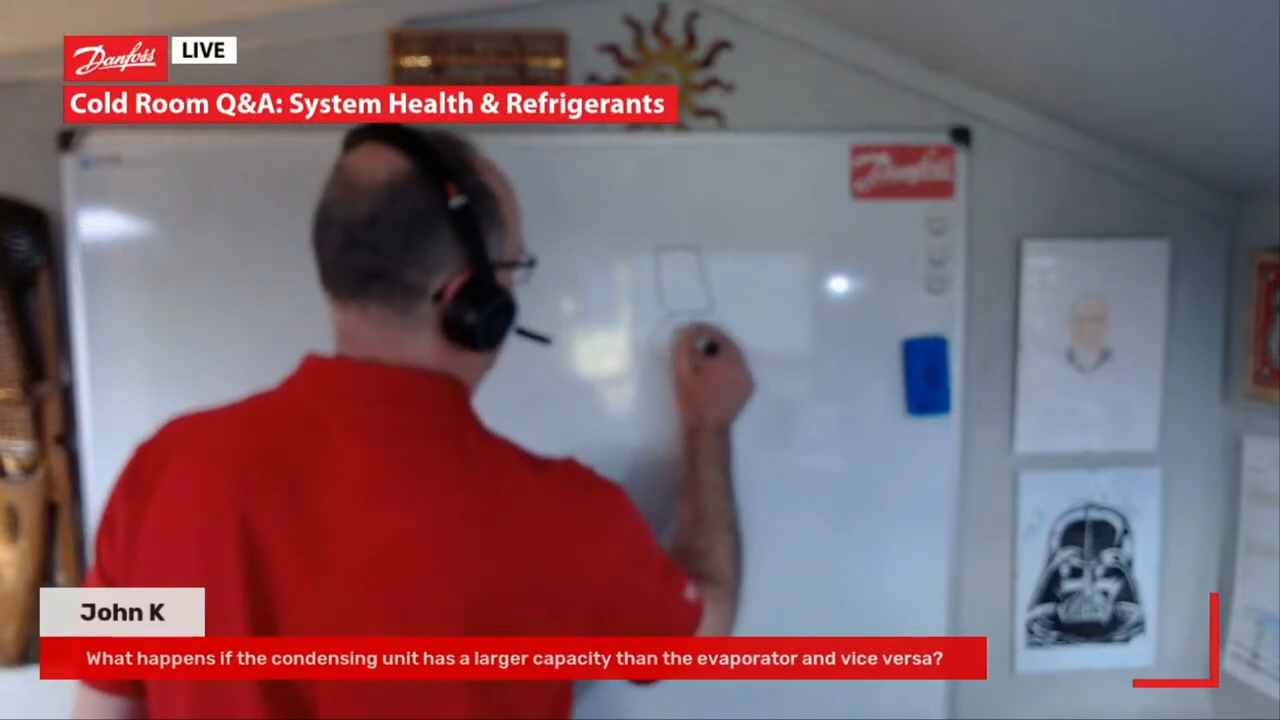 Danfoss
LIVE
Cold Room Q&A: System Health & Refrigerants
Danfoss
John K
What happens if the condensing unit has a larger capacity than the evaporator and vice versa?